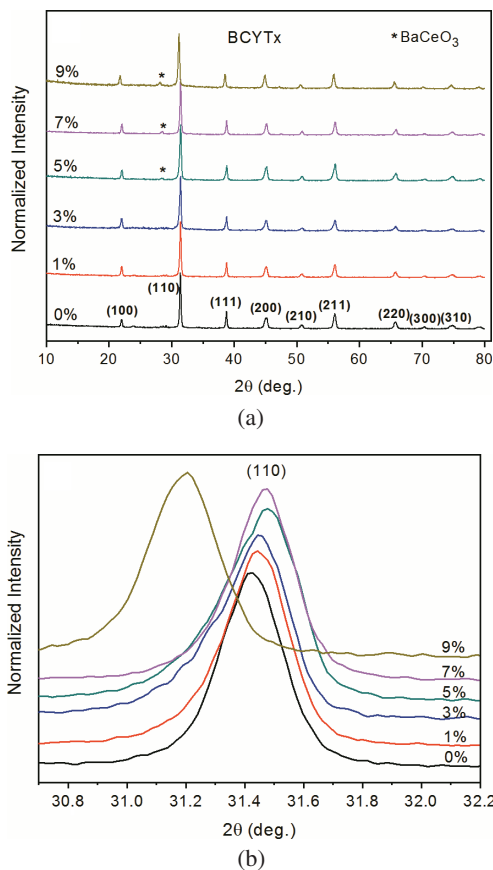 BCYTx
*BaCeO3
9%
*
7%
*
5%
*
3%
1%
(110)
0%
(100)
(111)
(200)
(210)
(211)
(220)
(300)
(310)
Normalized Intensity
10 20 30 40 50 60 70 80
2θ (deg.)
(a)
(110)
Normalized Intensity
9%
7%
5%
3%
1%
0%
30.8 31.0 31.2 31.4 31.6 31.8 32.0 32.2
2θ (deg.)
(b)